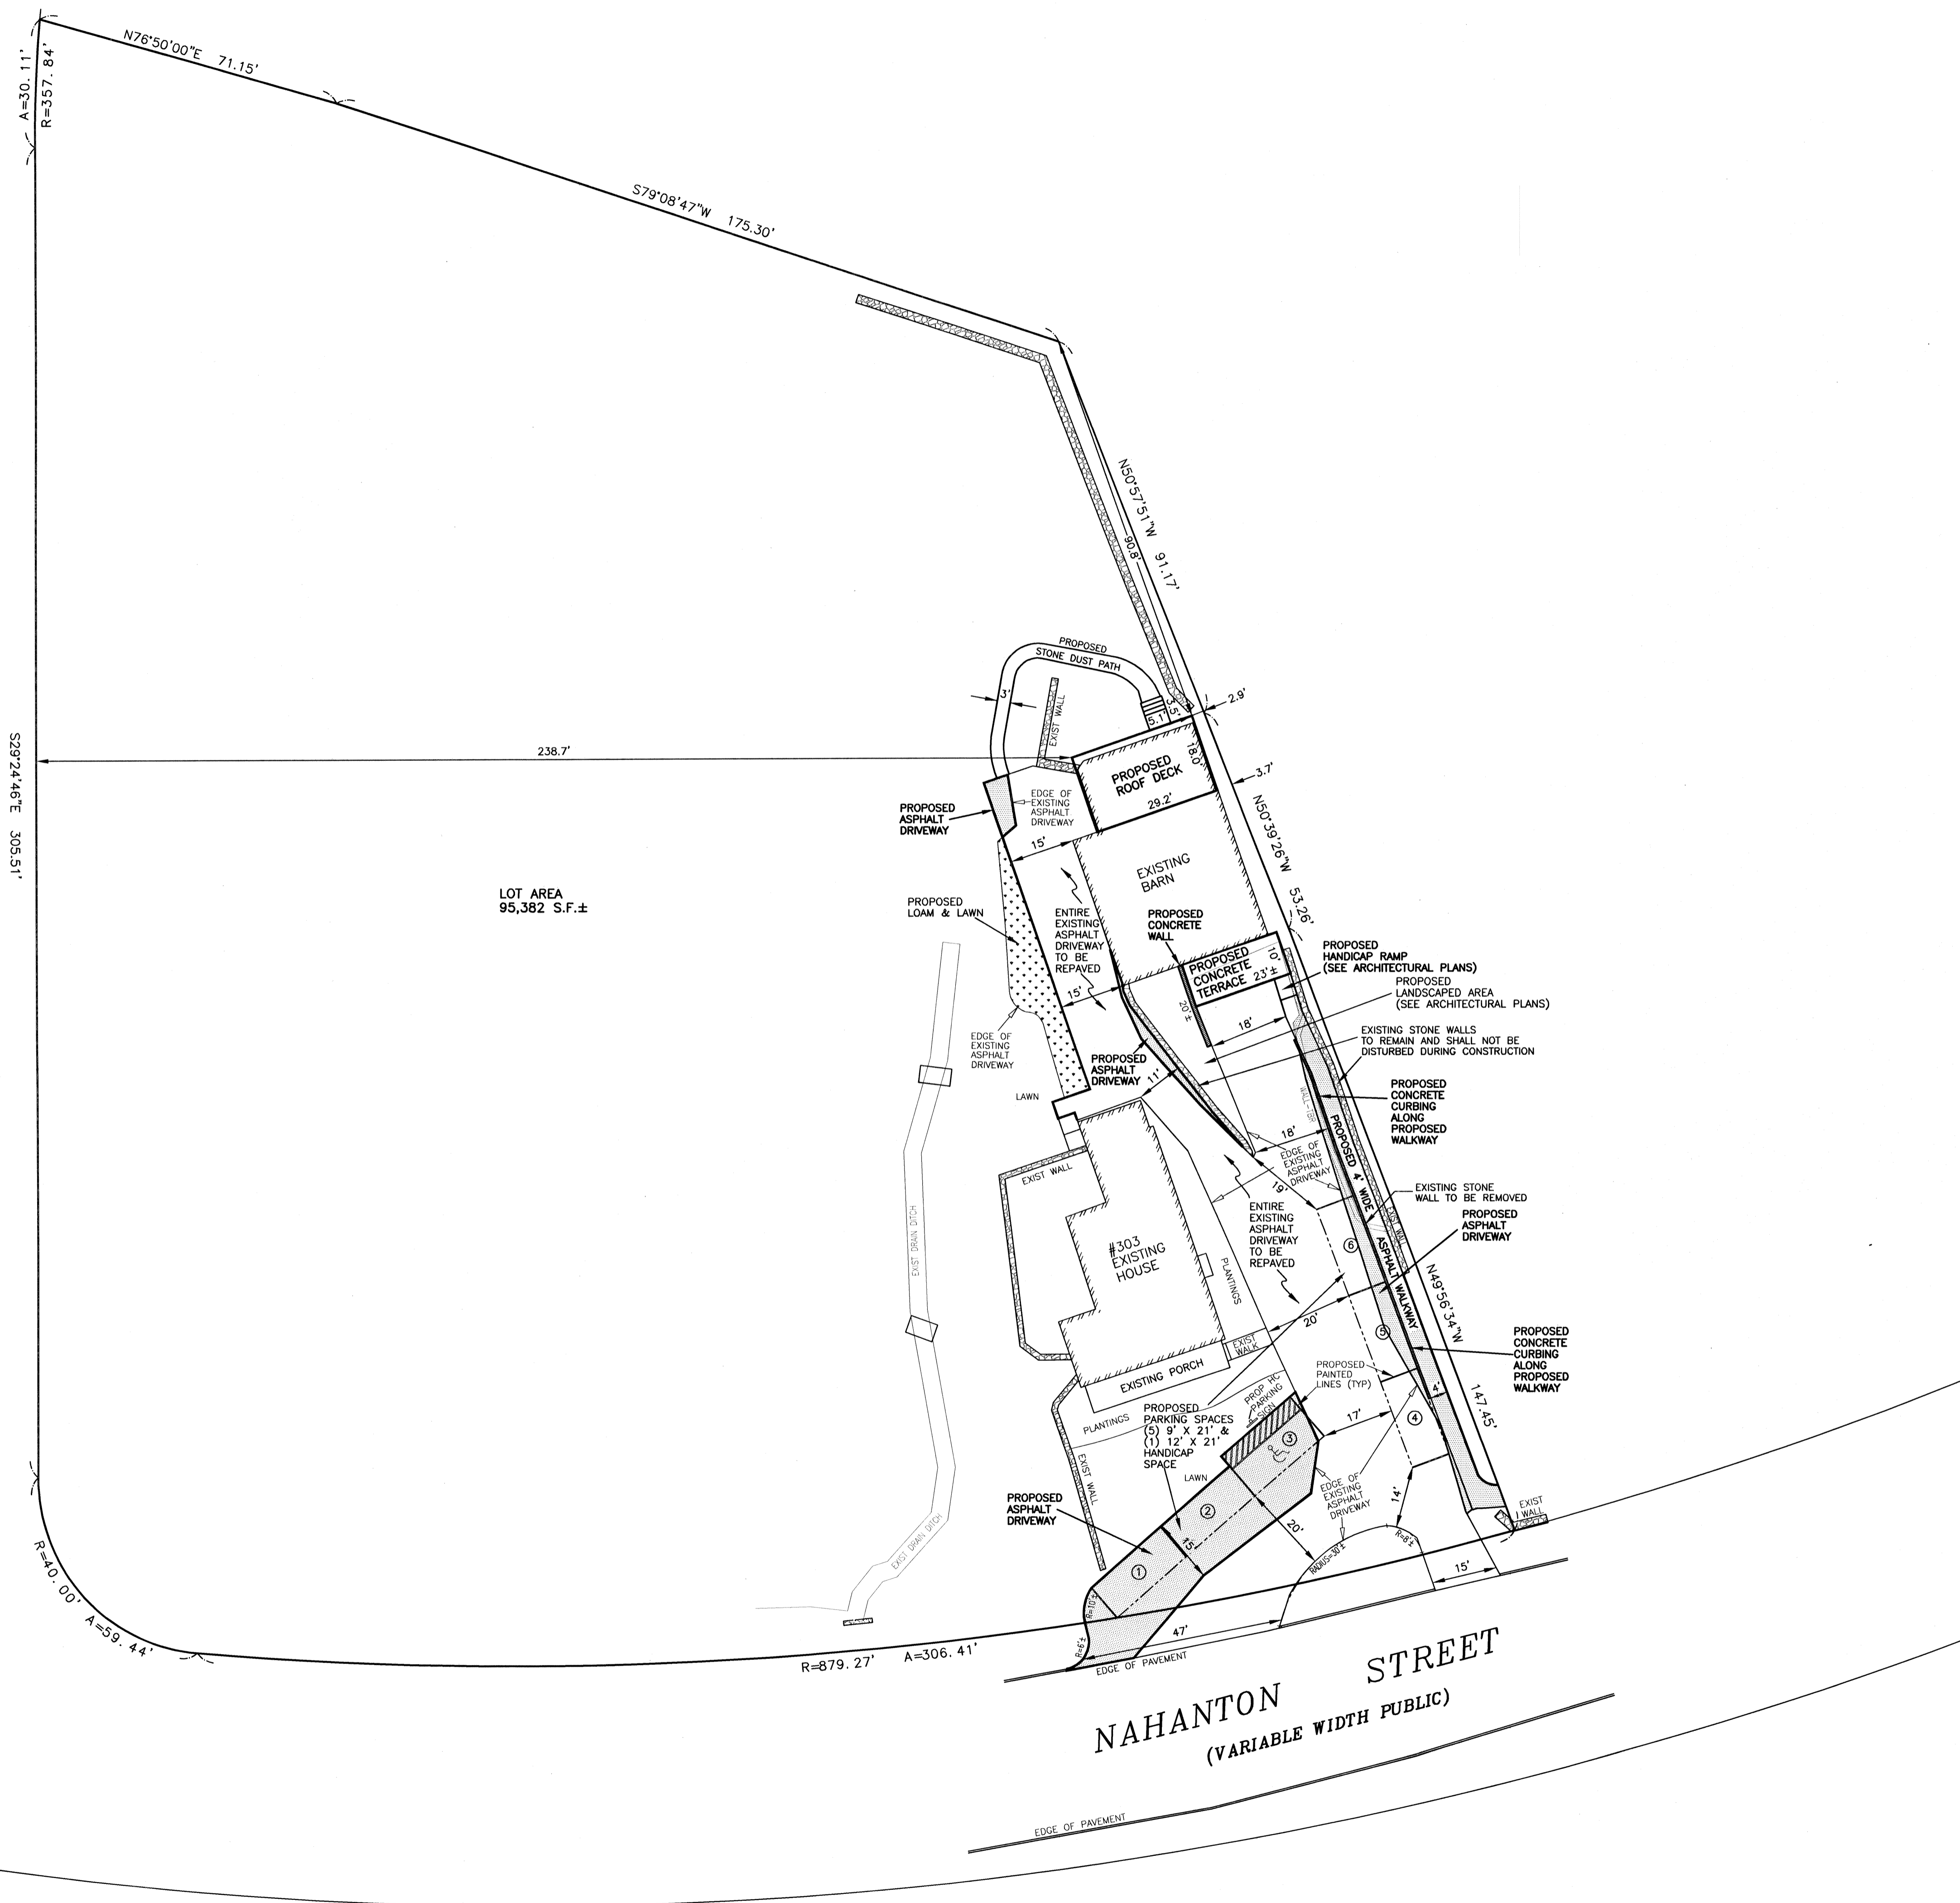 N76°50'00"E 71.15'
A=30.11'
R=357.84'
S79°08'47"W 175.30'
N50°57'51"W 91.17'
90.8'
PROPOSED
STONE DUST PATH
3'
EXIST WALL
3.5'
5.1'
2.9'
238.7'
18.0'
PROPOSED
ROOF DECK
29.2'
3.7'
S29°24'46"E 305.51'
PROPOSED
ASPHALT
DRIVEWAY
EDGE OF
EXISTING
ASPHALT
DRIVEWAY
15'
N50°39'26"W 53.26'
EXISTING
BARN
LOT AREA
95,382 S.F.±
PROPOSED
LOAM & LAWN
ENTIRE
EXISTING
ASPHALT
DRIVEWAY
TO BE
REPAVED
PROPOSED
CONCRETE
WALL
PROPOSED
CONCRETE
TERRACE
23'±
10'
PROPOSED
HANDICAP RAMP
(SEE ARCHITECTURAL PLANS)
PROPOSED
LANDSCAPED AREA
(SEE ARCHITECTURAL PLANS)
15'
20'±
18'
EDGE OF
EXISTING
ASPHALT
DRIVEWAY
EXISTING STONE WALLS
TO REMAIN AND SHALL NOT BE
DISTURBED DURING CONSTRUCTION
PROPOSED
ASPHALT
DRIVEWAY
11'
LAWN
WALL-TBR
PROPOSED
CONCRETE
CURBING
ALONG
PROPOSED
WALKWAY
18'
EDGE OF
EXISTING
ASPHALT
DRIVEWAY
PROPOSED 4' WIDE ASPHALT WALKWAY
EXIST WALL
19'
EXISTING STONE
WALL TO BE REMOVED
ENTIRE
EXISTING
ASPHALT
DRIVEWAY
TO BE
REPAVED
PROPOSED
ASPHALT
DRIVEWAY
EXIST WALL
EXIST DRAIN DITCH
#303
EXISTING
HOUSE
PLANTINGS
6
N49°56'34"W 147.45'
20'
5
EXIST
WALK
EXISTING PORCH
PROPOSED
PAINTED
LINES (TYP)
PROPOSED
CONCRETE
CURBING
ALONG
PROPOSED
WALKWAY
4'
PROP HC
PARKING
SIGN
PROPOSED
PARKING SPACES
(5) 9' X 21' &
(1) 12' X 21'
HANDICAP
SPACE
PLANTINGS
17'
4
3
EXIST WALL
LAWN
EDGE OF
EXISTING
ASPHALT
DRIVEWAY
14'
PROPOSED
ASPHALT
DRIVEWAY
2
20'
EXIST
WALL
EXIST DRAIN DITCH
15'
RADIUS=30'±
R=8'±
1
15'
R=40.00' A=59.44'
R=10'±
47'
R=6'±
R=879.27' A=306.41'
EDGE OF PAVEMENT
NAHANTON STREET
(VARIABLE WIDTH PUBLIC)
EDGE OF PAVEMENT